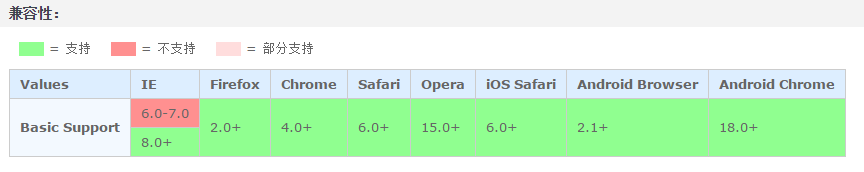 兼容性：
= 支持 = 不支持 = 部分支持
Values IE Firefox Chrome Safari Opera iOS Safari Android Browser Android Chrome
6.0-7.0
Basic Support 2.0+ 4.0+ 6.0+ 15.0+ 6.0+ 2.1+ 18.0+
8.0+